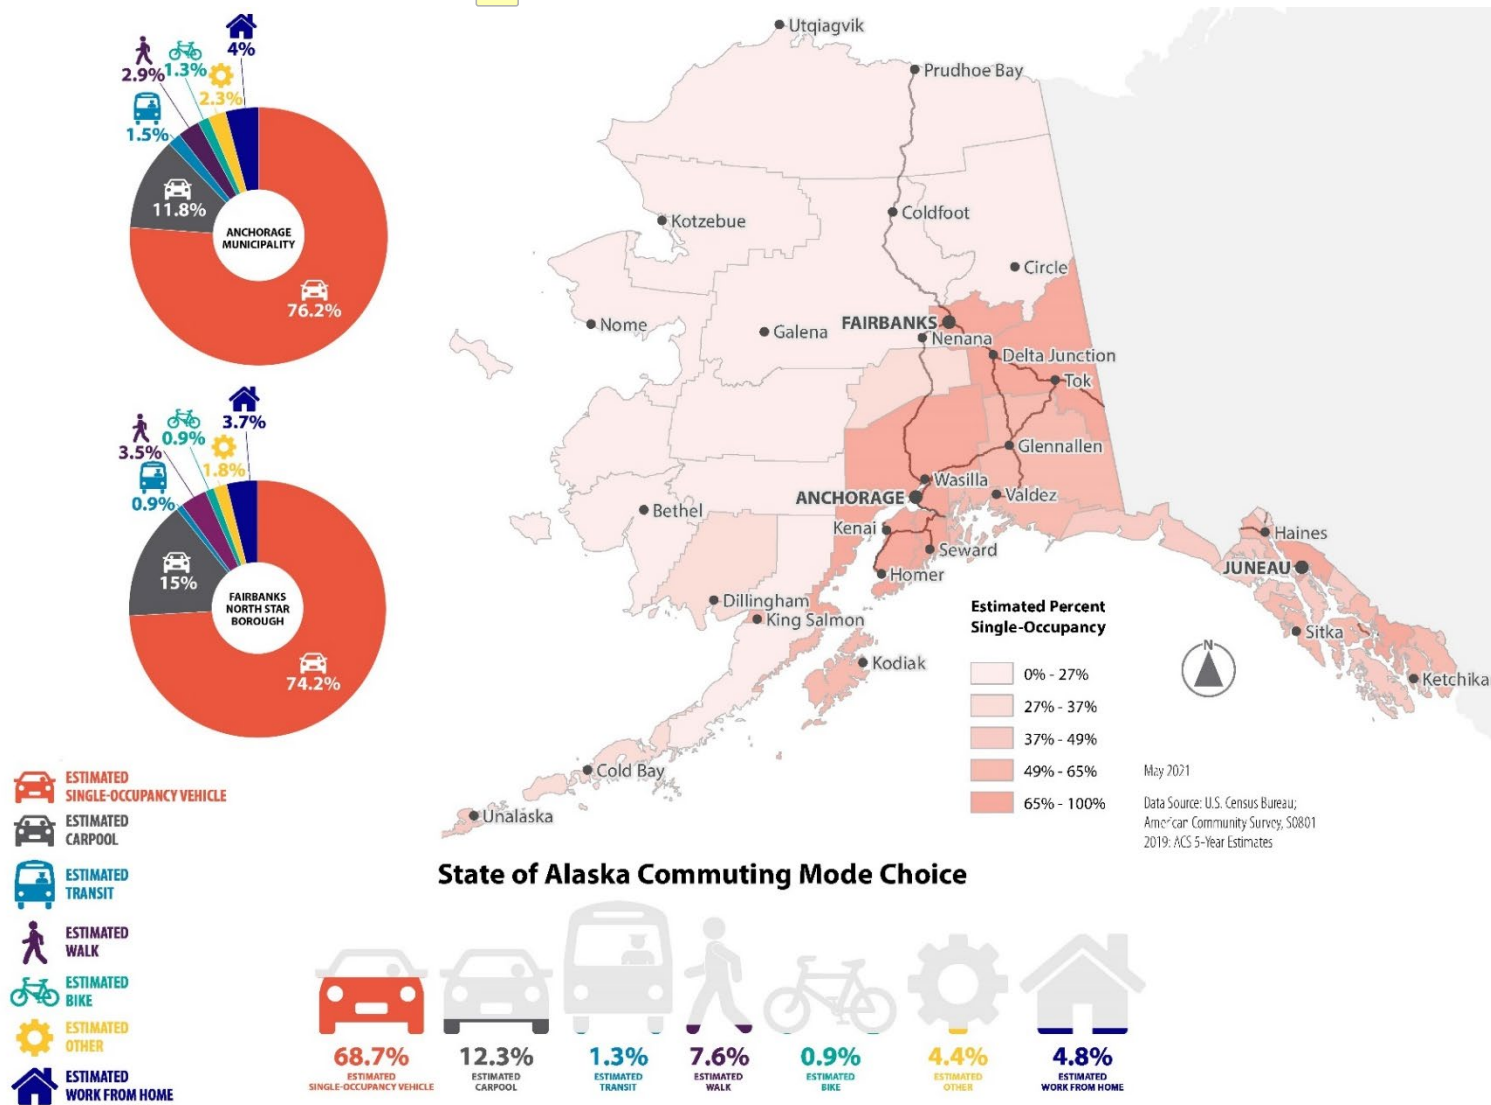 4%
1.3%
2.9%
2.3%
1.5%
11.8%
ANCHORAGE
MUNICIPALITY
76.2%
3.7%
0.9%
3.5%
1.8%
0.9%
15%
FAIRBANKS
NORTH STAR
BOROUGH
74.2%
ESTIMATED
SINGLE-OCCUPANCY VEHICLE
ESTIMATED
CARPOOL
ESTIMATED
TRANSIT
ESTIMATED
WALK
ESTIMATED
BIKE
ESTIMATED
OTHER
ESTIMATED
WORK FROM HOME
Utqiagvik
Prudhoe Bay
Kotzebue
Coldfoot
Circle
Nome
Galena
FAIRBANKS
Nenana
Delta Junction
Tok
Glennallen
Wasilla
ANCHORAGE
Valdez
Bethel
Kenai
Seward
Homer
Haines
JUNEAU
Dillingham
King Salmon
Sitka
Kodiak
Ketchika
Cold Bay
Unalaska
Estimated Percent
Single-Occupancy
0% - 27%
27% - 37%
37% - 49%
49% - 65%
65% - 100%
N
May 2021
Data Source: U.S. Census Bureau;
American Community Survey, S0801
2019: ACS 5-Year Estimates
State of Alaska Commuting Mode Choice
68.7%
ESTIMATED
SINGLE-OCCUPANCY VEHICLE
12.3%
ESTIMATED
CARPOOL
1.3%
ESTIMATED
TRANSIT
7.6%
ESTIMATED
WALK
0.9%
ESTIMATED
BIKE
4.4%
ESTIMATED
OTHER
4.8%
ESTIMATED
WORK FROM HOME